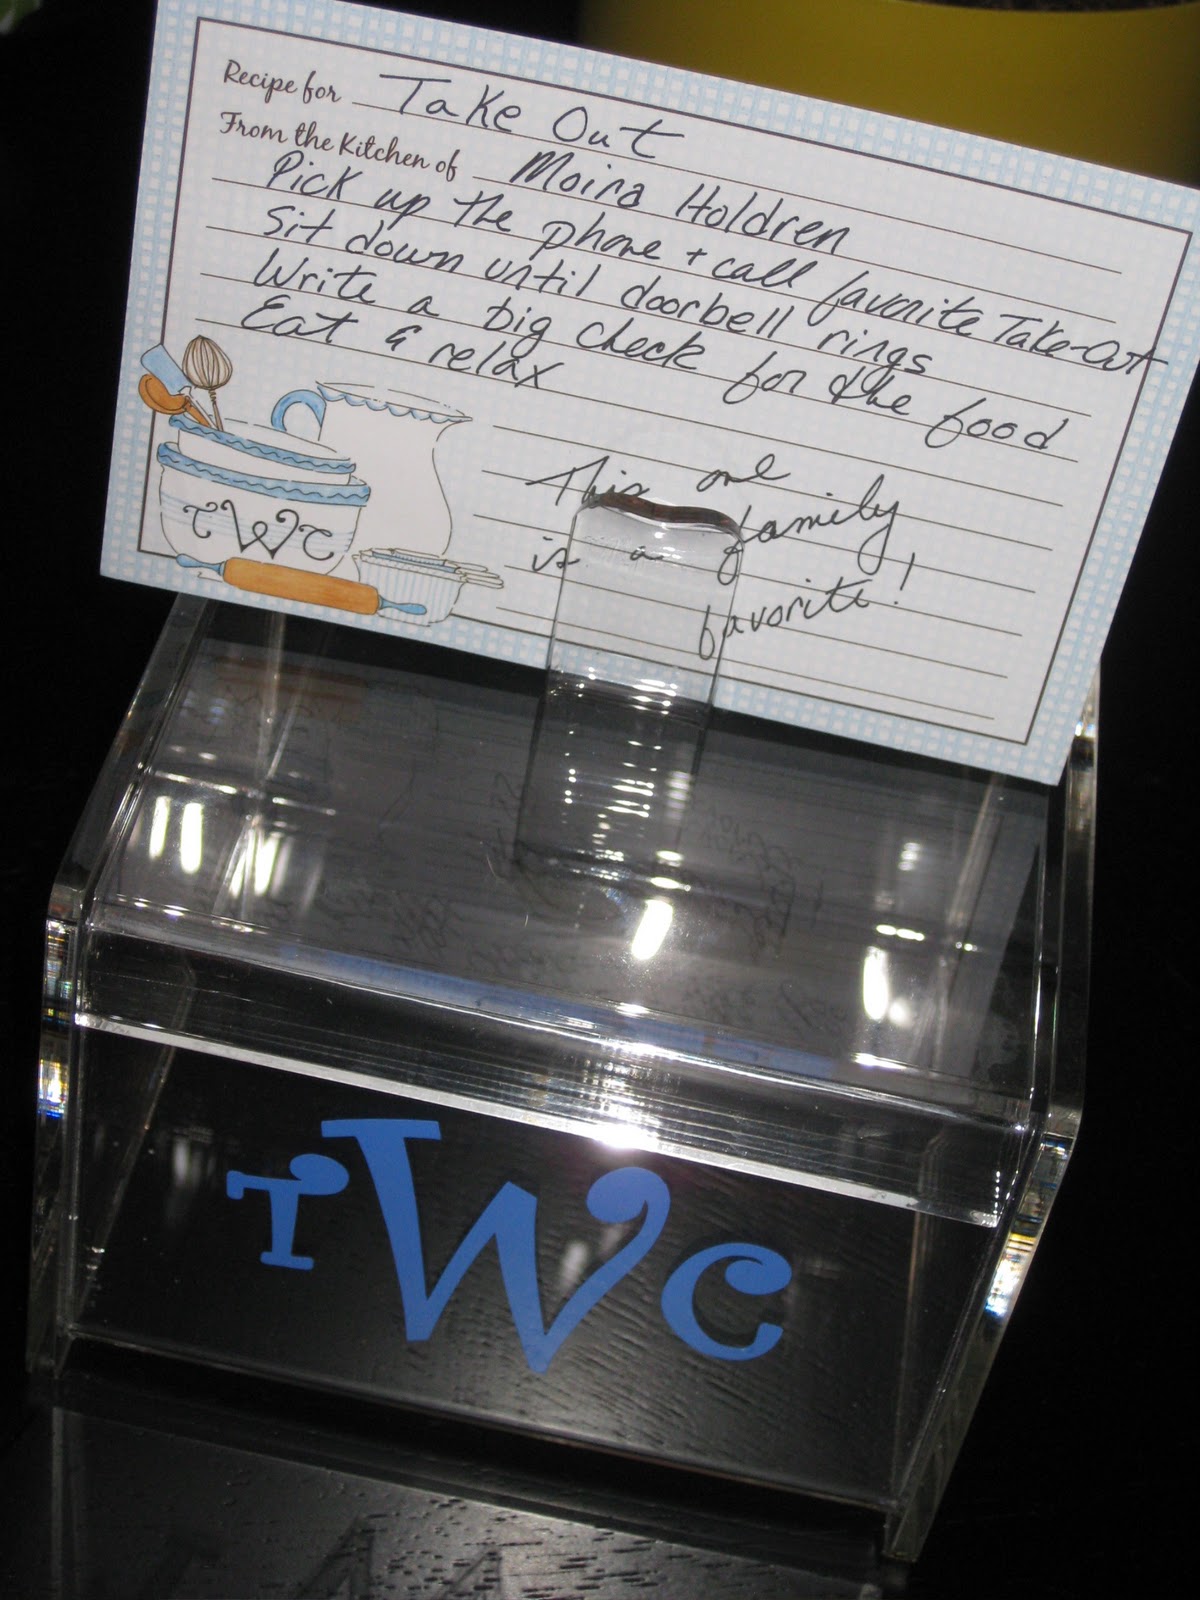 Recipe for Take Out
From the Kitchen of Moira Holdren
Pick up the phone + call favorite Take-Out
Sit down until doorbell rings
Write a big check for the food
Eat & relax
This one
is a family
favorite!
TWC
TWC